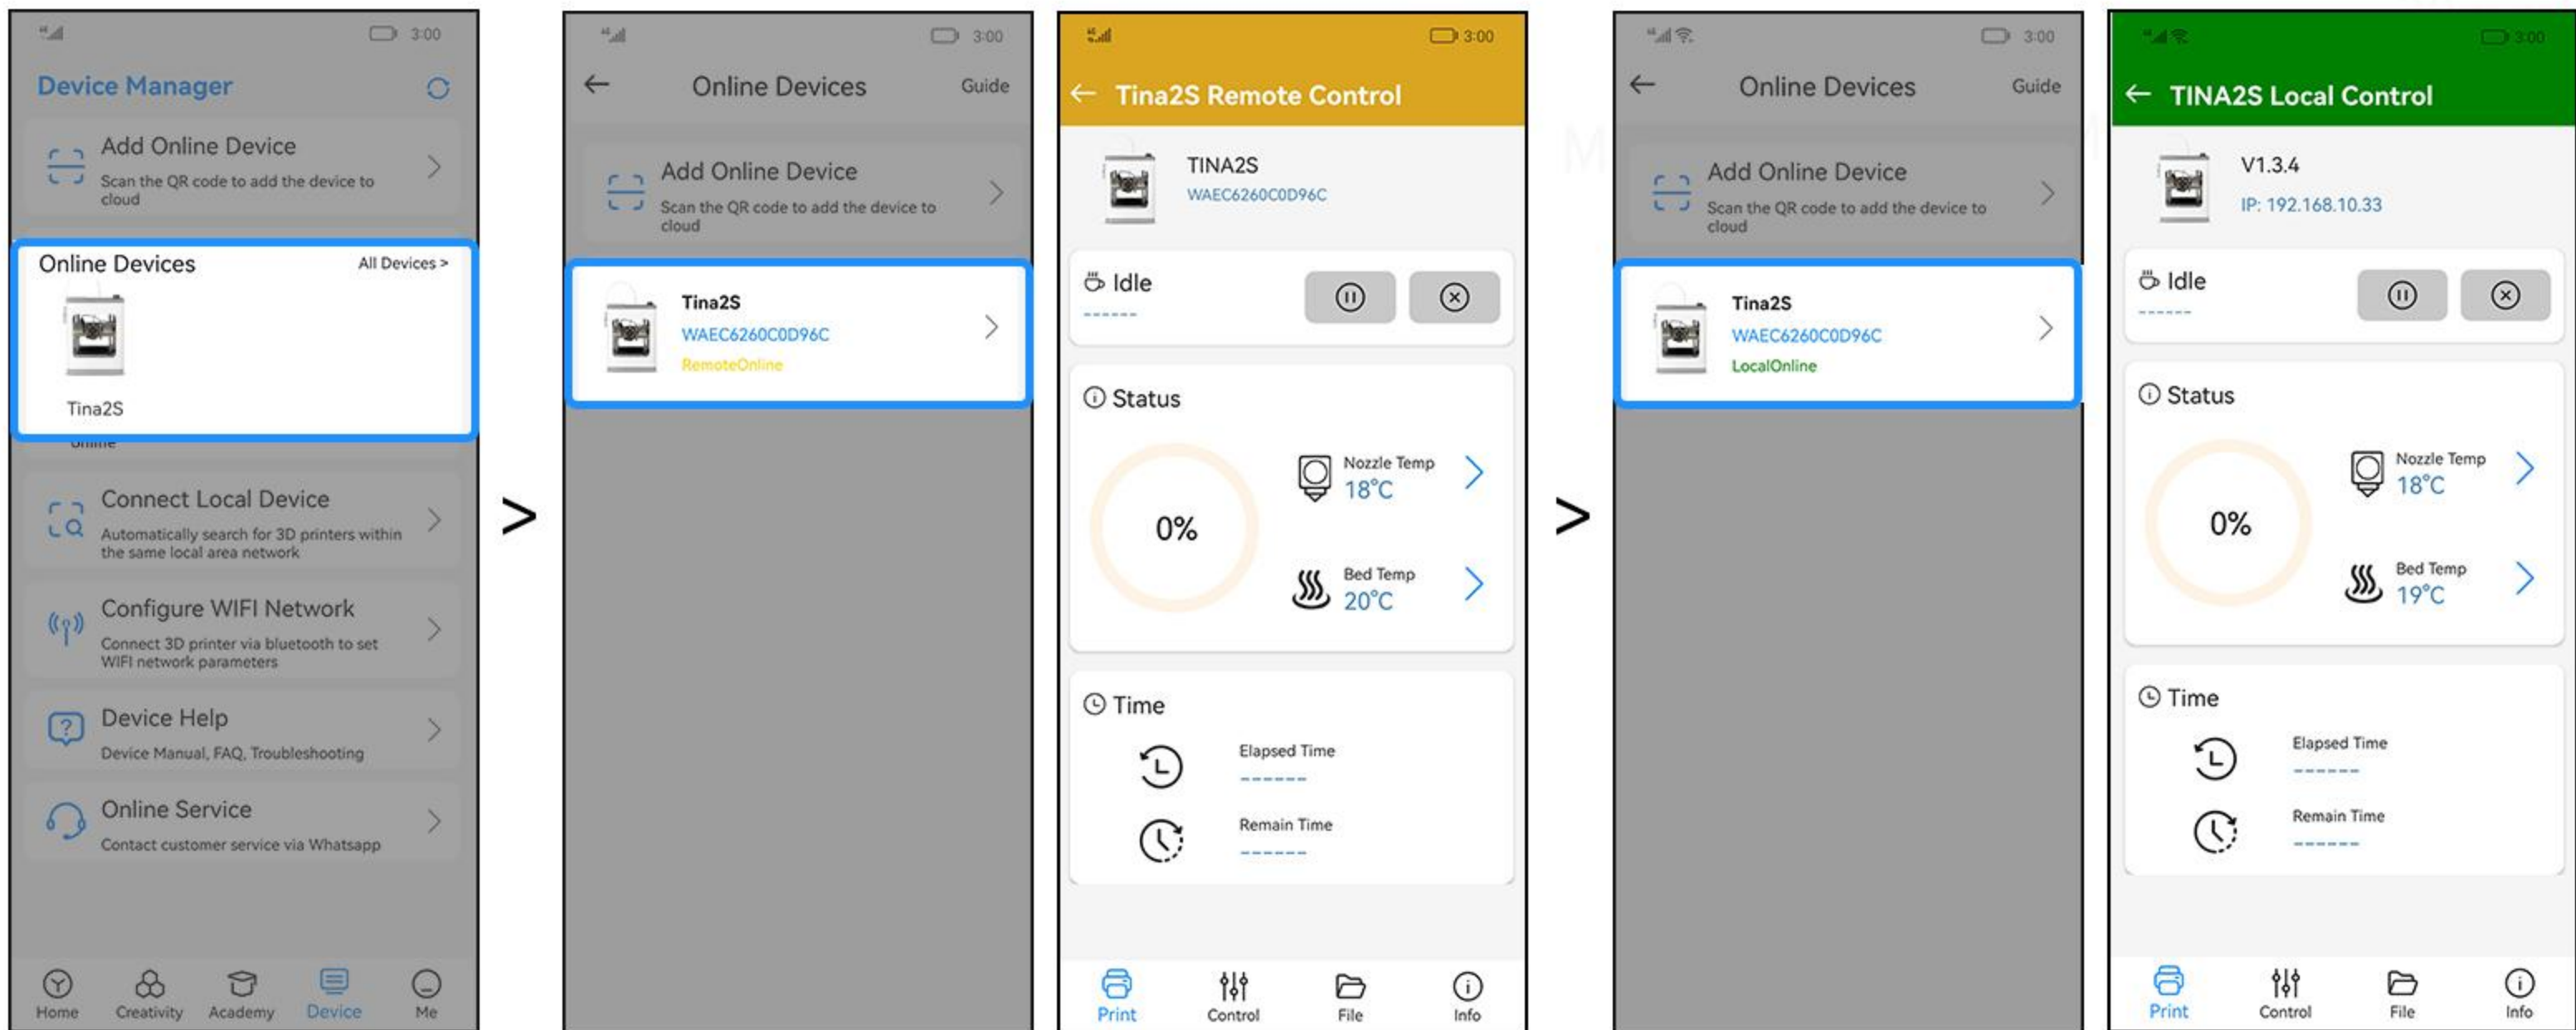 3:00
Device Manager
Add Online Device
Scan the QR code to add the device to
cloud
Online Devices
All Devices >
Tina2S
online
Connect Local Device
Automatically search for 3D printers within
the same local area network
Configure WIFI Network
Connect 3D printer via bluetooth to set
WIFI network parameters
Device Help
Device Manual, FAQ, Troubleshooting
Online Service
Contact customer service via Whatsapp
Home
Creativity
Academy
Device
Me
>
3:00
Online Devices
Guide
Add Online Device
Scan the QR code to add the device to
cloud
Tina2S
WAEC6260C0D96C
RemoteOnline
3:00
Tina2S Remote Control
TINA2S
WAEC6260C0D96C
Idle
------
Status
0%
Nozzle Temp
18°C
Bed Temp
20°C
Time
Elapsed Time
------
Remain Time
------
Print
Control
File
Info
>
3:00
Online Devices
Guide
Add Online Device
Scan the QR code to add the device to
cloud
Tina2S
WAEC6260C0D96C
LocalOnline
3:00
TINA2S Local Control
V1.3.4
IP: 192.168.10.33
Idle
------
Status
0%
Nozzle Temp
18°C
Bed Temp
19°C
Time
Elapsed Time
------
Remain Time
------
Print
Control
File
Info